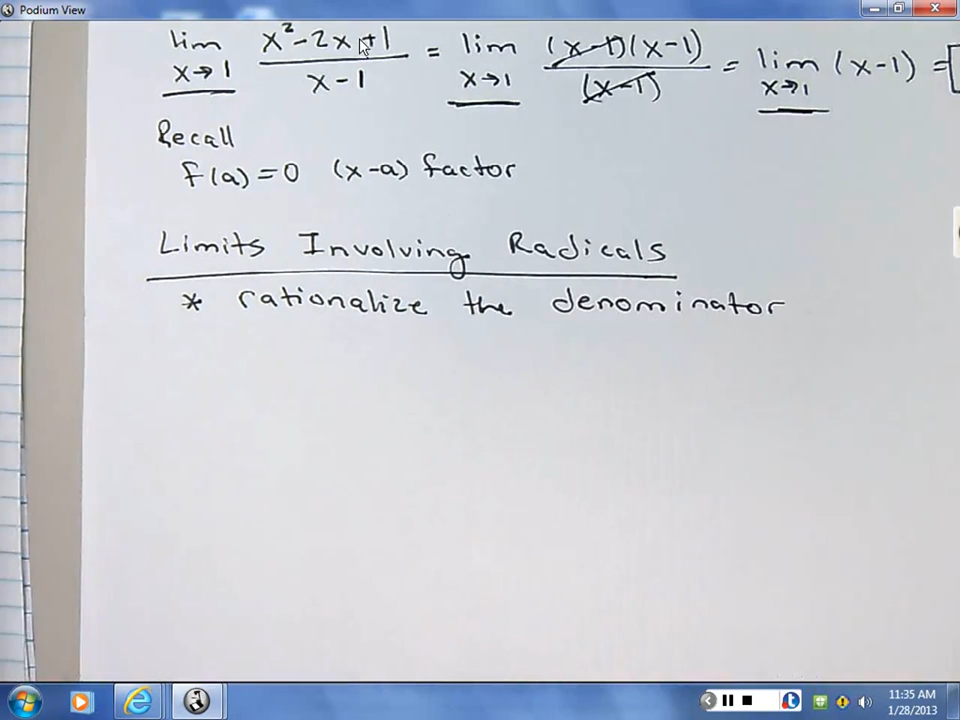 Podium View
lim x→1 (x²-2x+1)/(x-1) = lim x→1 ((x-1)(x-1))/((x-1)) = lim x→1 (x-1) =
Recall
f(a)=0 (x-a) factor
Limits Involving Radicals
* rationalize the denominator
11:35 AM
1/28/2013